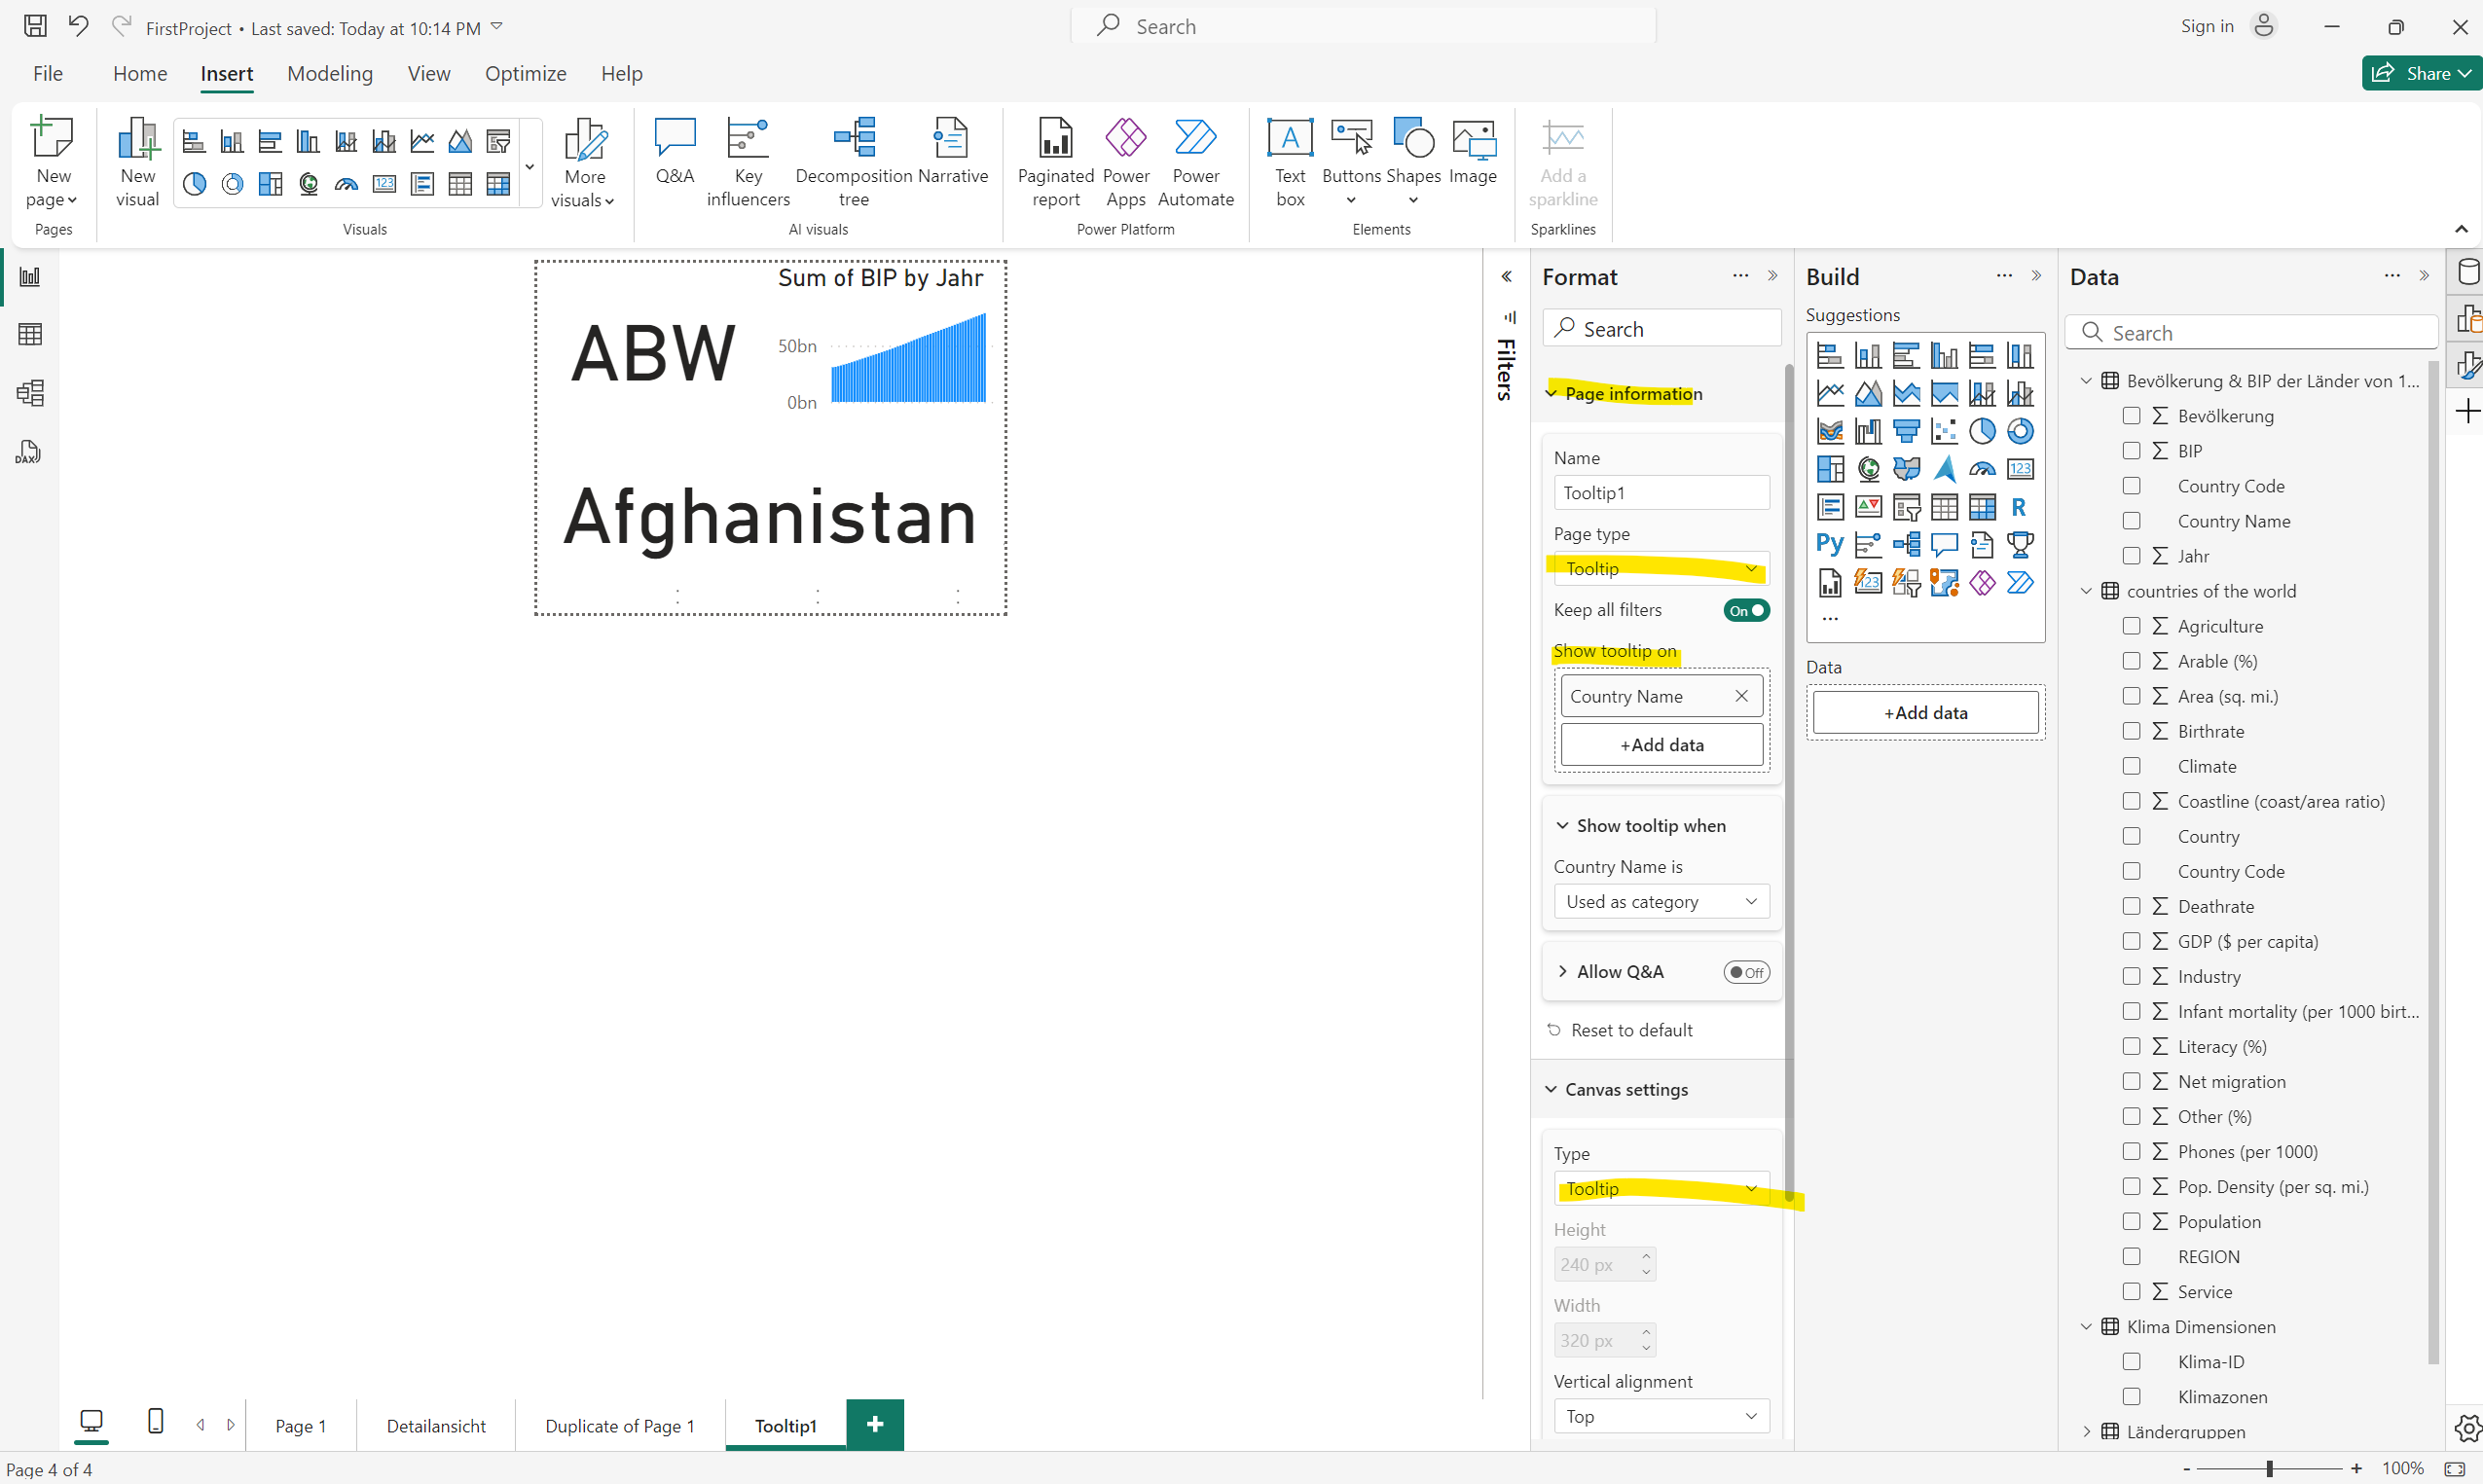 FirstProject • Last saved: Today at 10:14 PM
Search
Sign in
File
Home
Insert
Modeling
View
Optimize
Help
Share
New page
New visual
More visuals
Q&A
Key influencers
Decomposition tree
Narrative
Paginated report
Power Apps
Power Automate
Text box
Buttons
Shapes
Image
Add a sparkline
Pages
Visuals
AI visuals
Power Platform
Elements
Sparklines
DAX
Sum of BIP by Jahr
ABW
50bn
0bn
Afghanistan
Filters
Format
Search
Page information
Name
Tooltip1
Page type
Tooltip
Keep all filters
On
Show tooltip on
Country Name
+Add data
Show tooltip when
Country Name is
Used as category
Allow Q&A
Off
Reset to default
Canvas settings
Type
Tooltip
Height
240 px
Width
320 px
Vertical alignment
Top
Build
Suggestions
123
R
Py
123
Data
+Add data
Data
Search
Bevölkerung & BIP der Länder von 1...
Bevölkerung
BIP
Country Code
Country Name
Jahr
countries of the world
Agriculture
Arable (%)
Area (sq. mi.)
Birthrate
Climate
Coastline (coast/area ratio)
Country
Country Code
Deathrate
GDP ($ per capita)
Industry
Infant mortality (per 1000 birt...
Literacy (%)
Net migration
Other (%)
Phones (per 1000)
Pop. Density (per sq. mi.)
Population
REGION
Service
Klima Dimensionen
Klima-ID
Klimazonen
Ländergruppen
Page 1
Detailansicht
Duplicate of Page 1
Tooltip1
Page 4 of 4
- + 100%